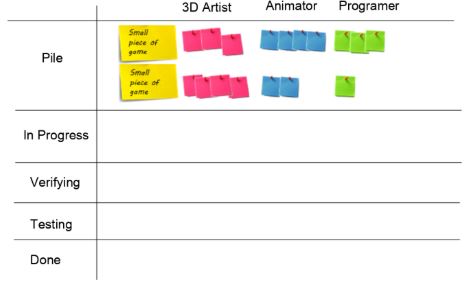 3D Artist Animator Programer
Pile
Small
piece of
game
Small
piece of
game
In Progress
Verifying
Testing
Done